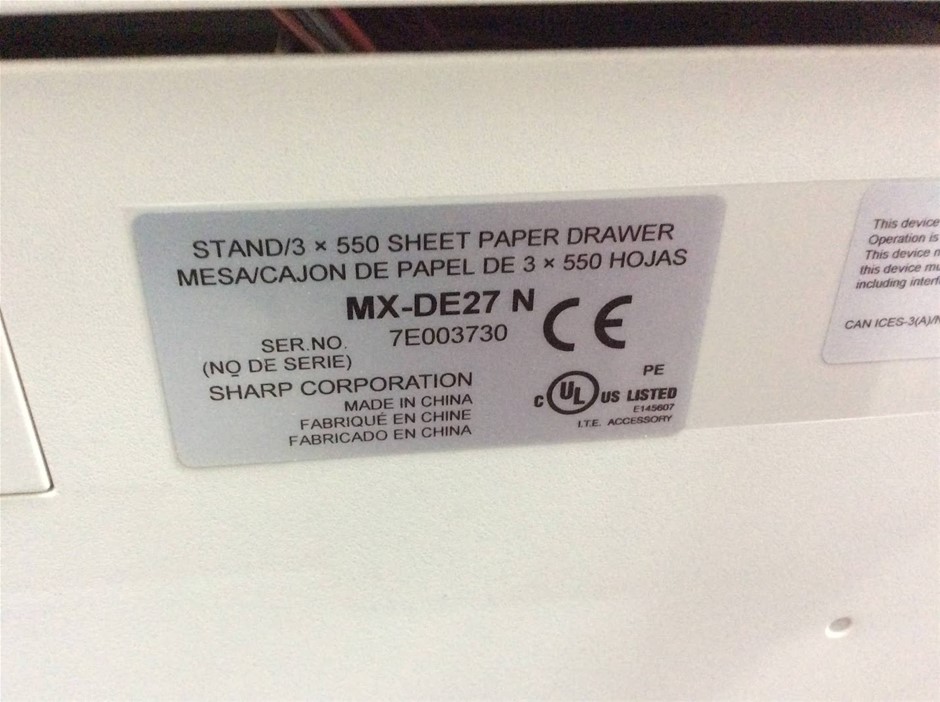 STAND/3 × 550 SHEET PAPER DRAWER
MESA/CAJON DE PAPEL DE 3 × 550 HOJAS
MX-DE27 N
CE
SER.NO. 7E003730
(NO DE SERIE)
SHARP CORPORATION
MADE IN CHINA
FABRIQUÉ EN CHINE
FABRICADO EN CHINA
PE
C UL US LISTED
E145607
I.T.E. ACCESSORY
This device
Operation is
This device
this device
including
CAN ICES-3(A)/